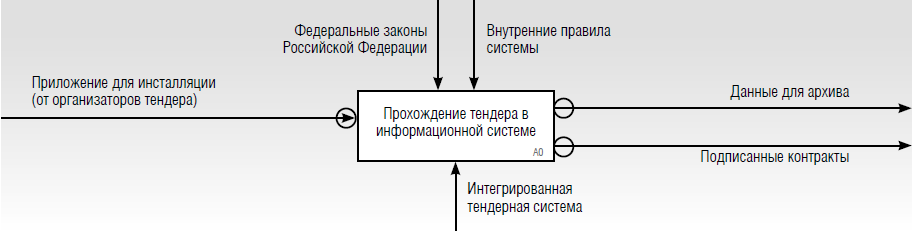 Федеральные законы
Российской Федерации
Внутренние правила
системы
Приложение для инсталляции
(от организаторов тендера)
Прохождение тендера в
информационной системе
A0
Данные для архива
Подписанные контракты
Интегрированная
тендерная система